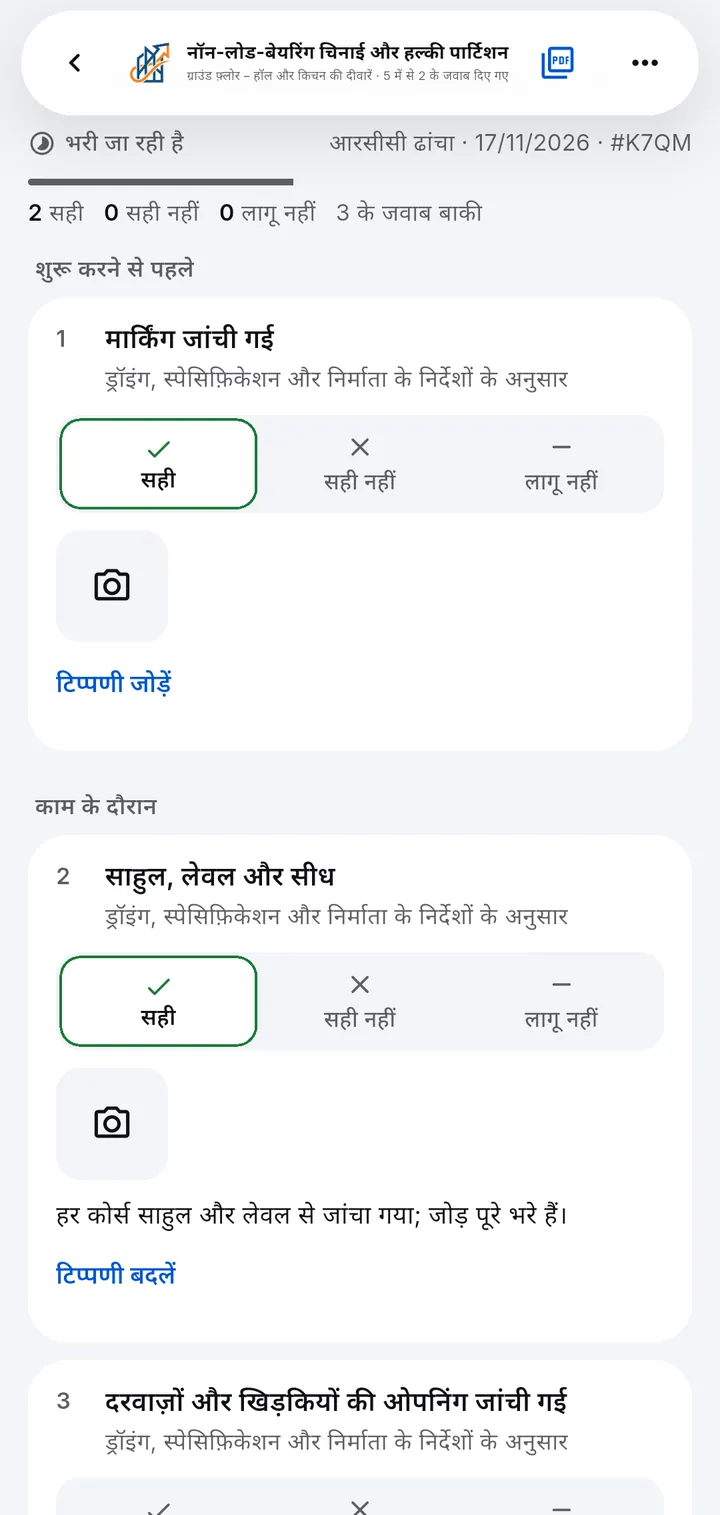 नॉन-लोड-बेयरिंग चिनाई और हल्की पार्टिशन
ग्राउंड फ़्लोर – हॉल और किचन की दीवारें · 5 में से 2 के जवाब दिए गए
PDF
भरी जा रही है
आरसीसी ढांचा · 17/11/2026 · #K7QM
2 सही 0 सही नहीं 0 लागू नहीं 3 के जवाब बाकी
शुरू करने से पहले
1 मार्किंग जांची गई
ड्रॉइंग, स्पेसिफ़िकेशन और निर्माता के निर्देशों के अनुसार
सही सही नहीं लागू नहीं
टिप्पणी जोड़ें
काम के दौरान
2 साहुल, लेवल और सीध
ड्रॉइंग, स्पेसिफ़िकेशन और निर्माता के निर्देशों के अनुसार
सही सही नहीं लागू नहीं
हर कोर्स साहुल और लेवल से जांचा गया; जोड़ पूरे भरे हैं।
टिप्पणी बदलें
3 दरवाज़ों और खिड़कियों की ओपनिंग जांची गई
ड्रॉइंग, स्पेसिफ़िकेशन और निर्माता के निर्देशों के अनुसार